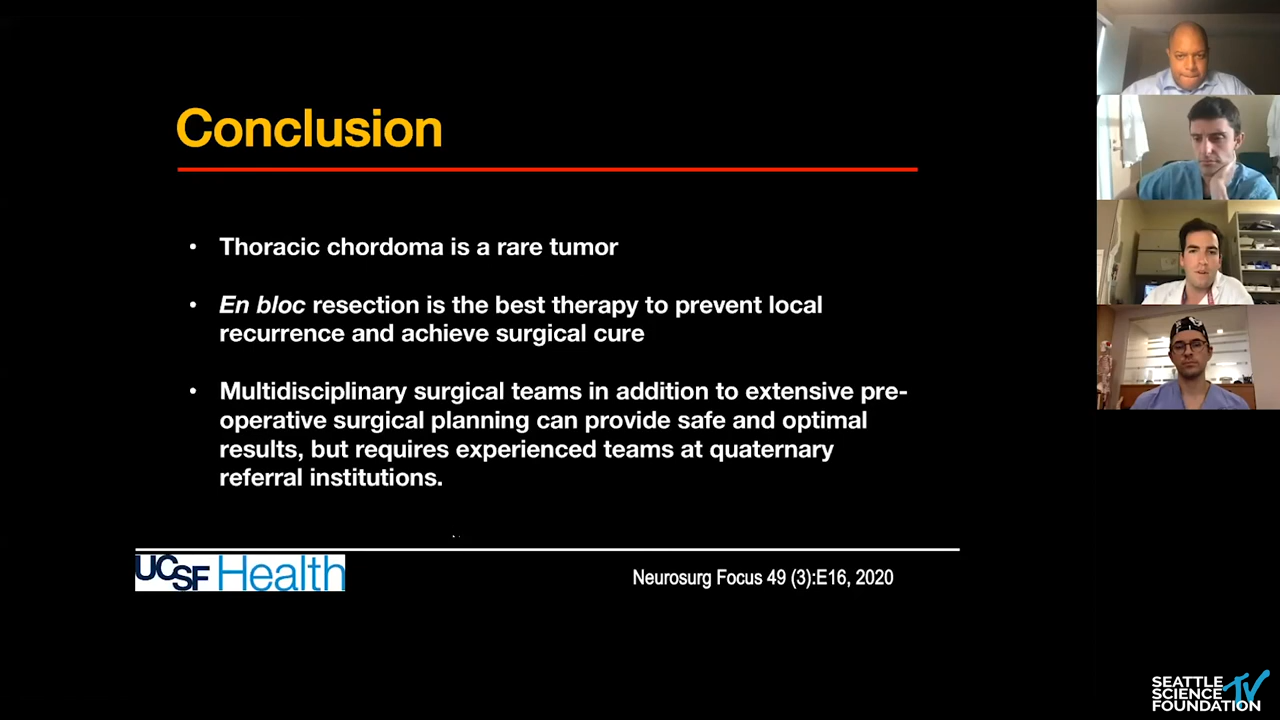 Conclusion
• Thoracic chordoma is a rare tumor
• En bloc resection is the best therapy to prevent local
recurrence and achieve surgical cure
• Multidisciplinary surgical teams in addition to extensive pre-
operative surgical planning can provide safe and optimal
results, but requires experienced teams at quaternary
referral institutions.
UCSF Health
Neurosurg Focus 49 (3):E16, 2020
SEATTLE
SCIENCE
FOUNDATION
TV